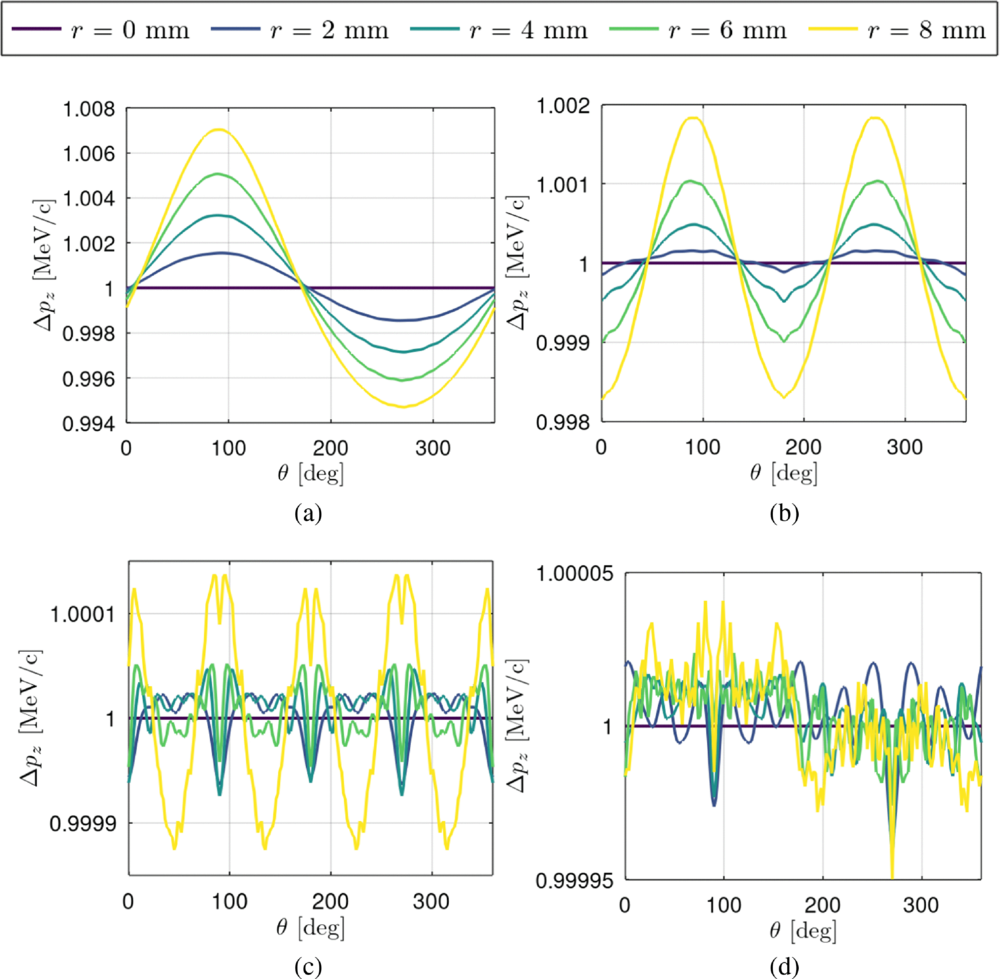 r = 0 mm r = 2 mm r = 4 mm r = 6 mm r = 8 mm
1.008
1.006
1.004
1.002
1
0.998
0.996
0.994
Δp_z [MeV/c]
0 100 200 300
θ [deg]
(a)
1.002
1.001
1
0.999
0.998
Δp_z [MeV/c]
0 100 200 300
θ [deg]
(b)
1.0001
1
0.9999
Δp_z [MeV/c]
0 100 200 300
θ [deg]
(c)
1.00005
1
0.99995
Δp_z [MeV/c]
0 100 200 300
θ [deg]
(d)